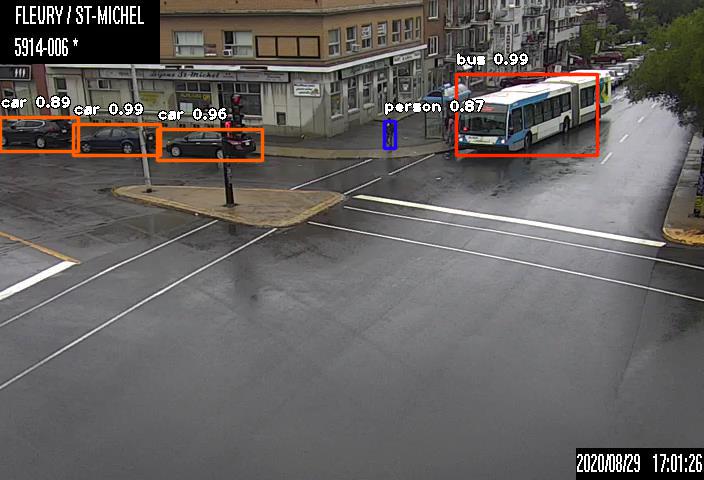 FLEURY / ST-MICHEL
5914-006 *
bus 0.99
car 0.89
car 0.99
car 0.96
person 0.87
2020/08/29 17:01:26